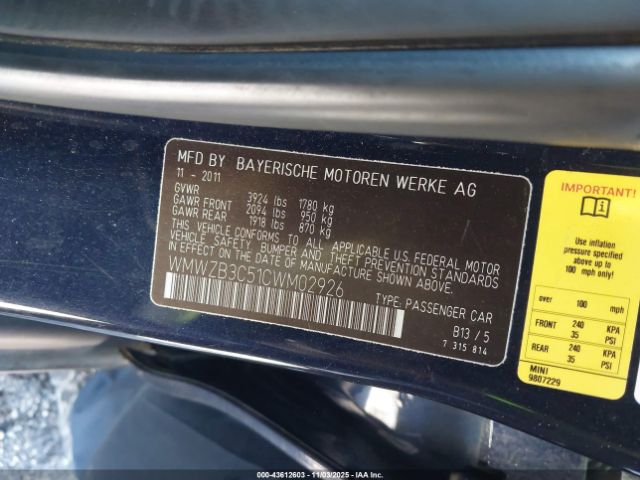 MFD BY BAYERISCHE MOTOREN WERKE AG
11 - 2011
GVWR 3924 lbs 1780 kg
GAWR FRONT 2094 lbs 950 kg
GAWR REAR 1918 lbs 870 kg
THIS VEHICLE CONFORMS TO ALL APPLICABLE U.S. FEDERAL MOTOR
VEHICLE SAFETY, BUMPER AND THEFT PREVENTION STANDARDS
IN EFFECT ON THE DATE OF MANUFACTURE SHOWN ABOVE.
WMWZB3C51CWM02926
TYPE: PASSENGER CAR
B13 / 5
7 315 814
IMPORTANT!
Use inflation
pressure specified
above up to
100 mph only!
over 100 mph
FRONT 240 KPA
35 PSI
REAR 240 KPA
35 PSI
MINI
9807229
000-43612603 - 11/03/2025 - IAAHQCR01